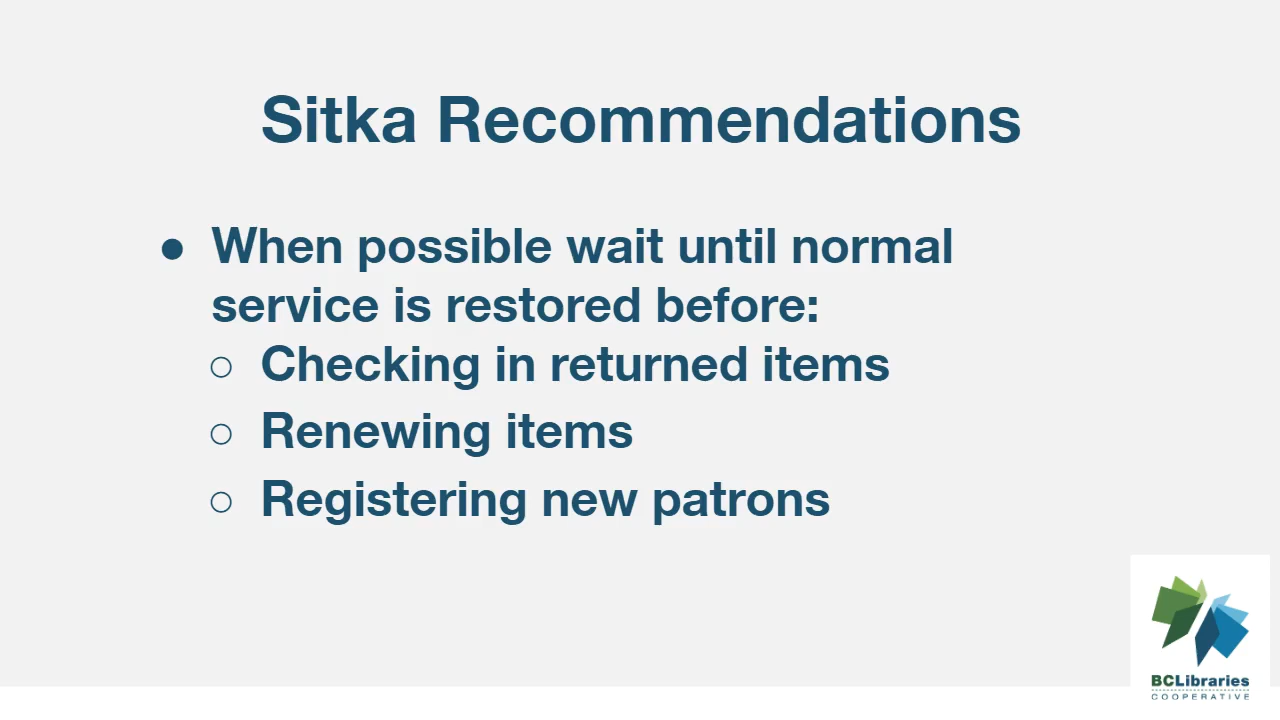 Sitka Recommendations
● When possible wait until normal
service is restored before:
○ Checking in returned items
○ Renewing items
○ Registering new patrons
BCLibraries
COOPERATIVE